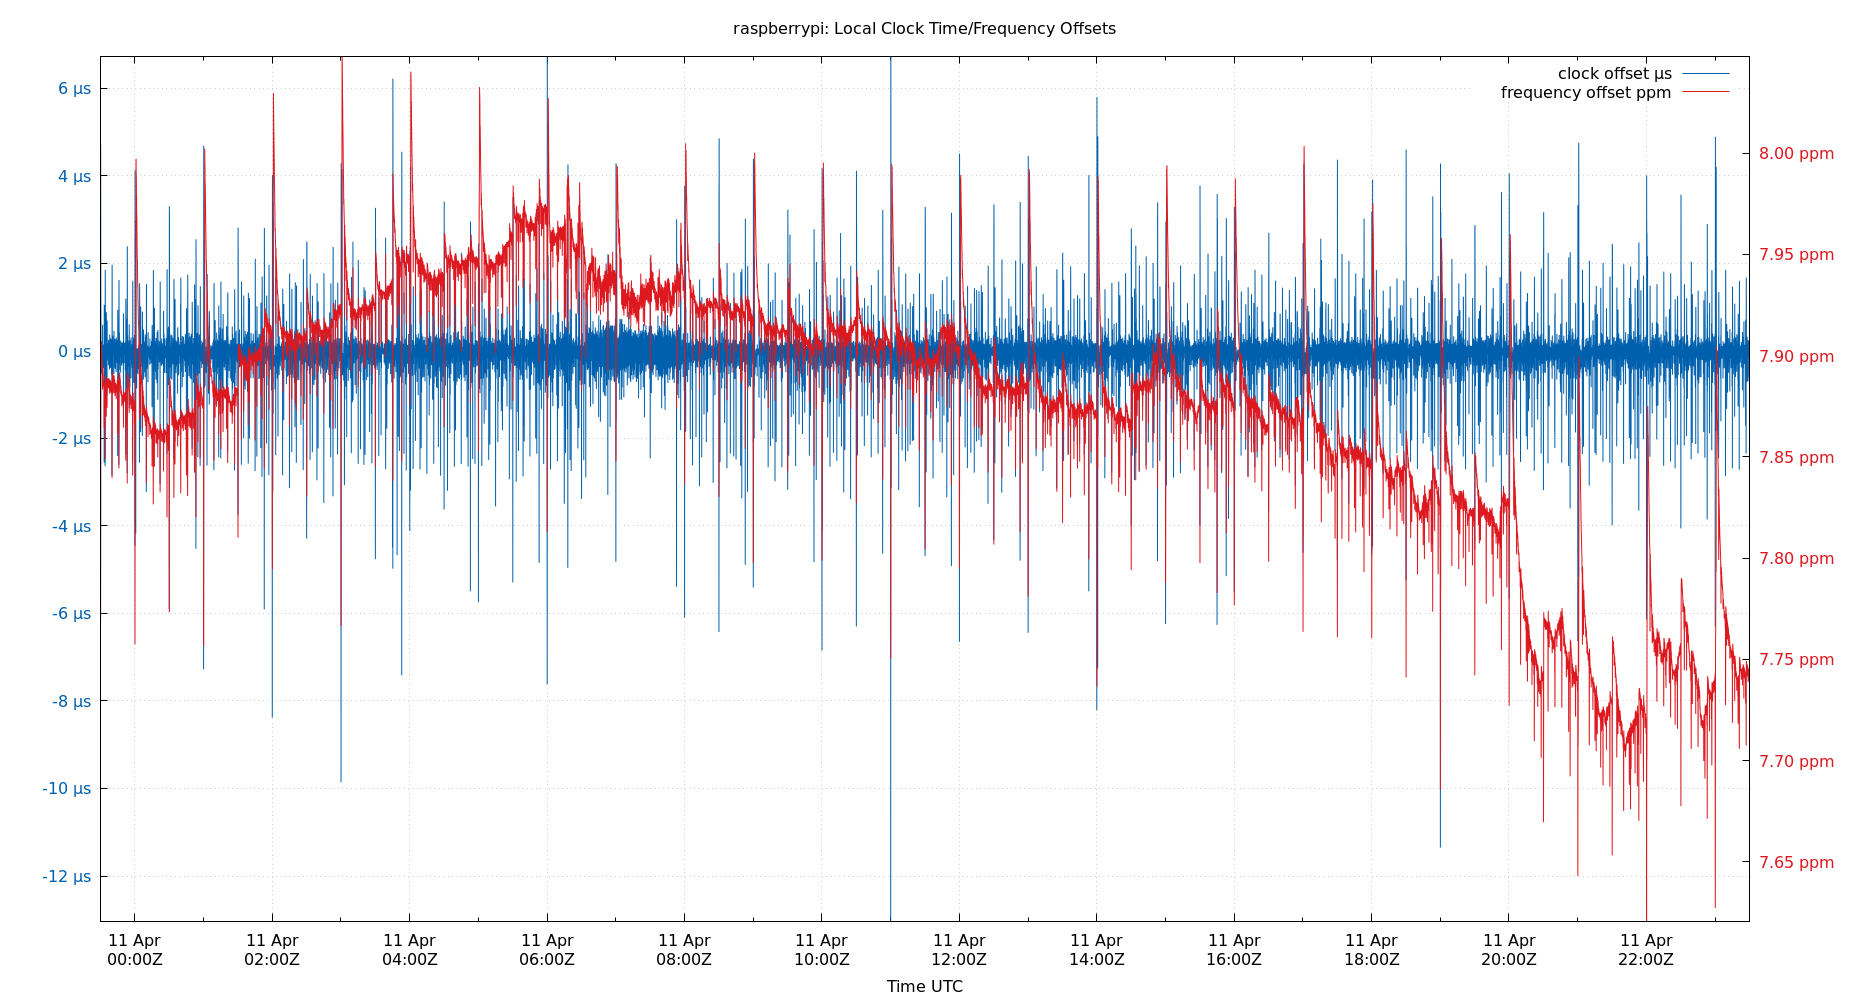 raspberrypi: Local Clock Time/Frequency Offsets
clock offset µs
frequency offset ppm
6 µs
4 µs
2 µs
0 µs
-2 µs
-4 µs
-6 µs
-8 µs
-10 µs
-12 µs
8.00 ppm
7.95 ppm
7.90 ppm
7.85 ppm
7.80 ppm
7.75 ppm
7.70 ppm
7.65 ppm
11 Apr 11 Apr 11 Apr 11 Apr 11 Apr 11 Apr 11 Apr 11 Apr 11 Apr 11 Apr 11 Apr 11 Apr
00:00Z 02:00Z 04:00Z 06:00Z 08:00Z 10:00Z 12:00Z 14:00Z 16:00Z 18:00Z 20:00Z 22:00Z
Time UTC